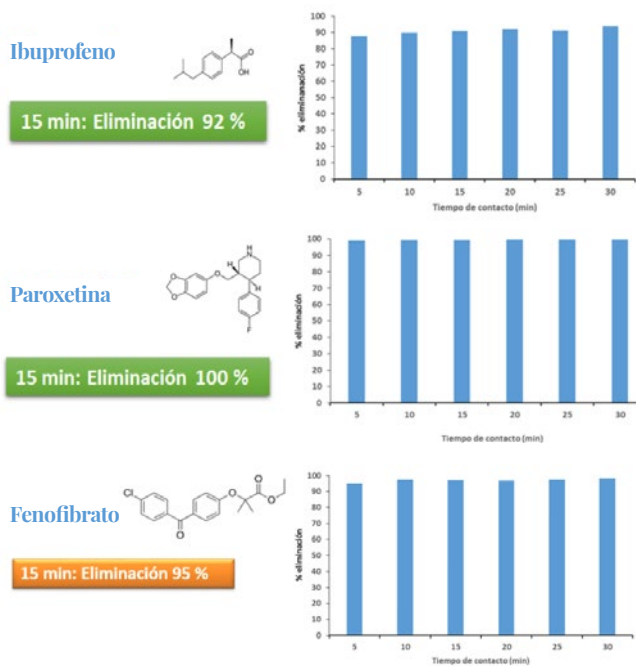 Ibuprofeno
O
OH
15 min: Eliminación 92 %
% eliminanación
100
90
80
70
60
50
40
30
20
10
0
5 10 15 20 25 30
Tiempo de contacto (min)
Paroxetina
H
N
H
O
O
O
H
F
15 min: Eliminación 100 %
% eliminación
100
90
80
70
60
50
40
30
20
10
0
5 10 15 20 25 30
Tiempo de contacto (min)
Fenofibrato
Cl
O
O
O
O
15 min: Eliminación 95 %
% eliminación
100
90
80
70
60
50
40
30
20
10
0
5 10 15 20 25 30
Tiempo de contacto (min)